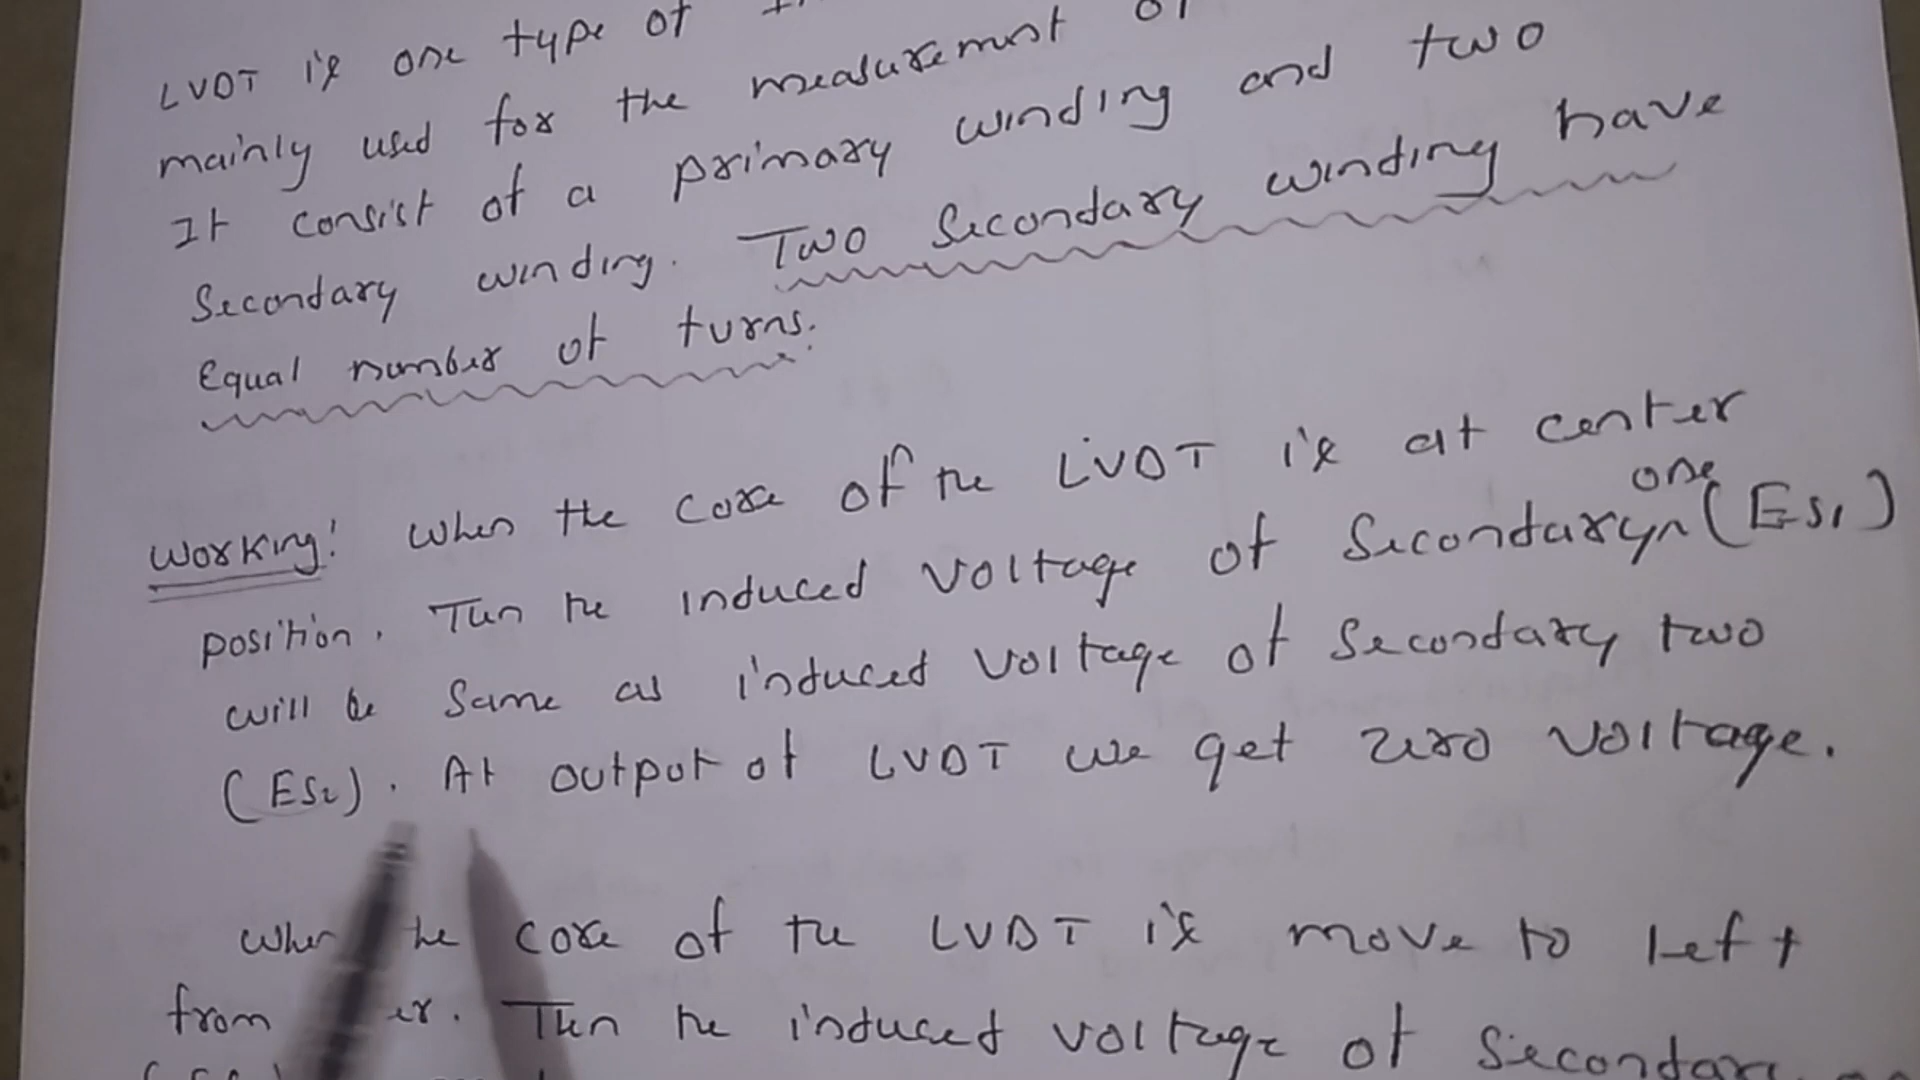 LVDT is one type of
mainly used for the measurement of
It consist of a primary winding and two
Secondary winding. Two Secondary winding have
Equal number of turns.
Working: When the core of the LVDT is at center
one
position. Then the induced voltage of Secondary (Es1)
will be same as induced voltage of Secondary two
(Es2). At output of LVDT we get zero voltage.
When the core of the LVDT is move to left
from Then the induced voltage of